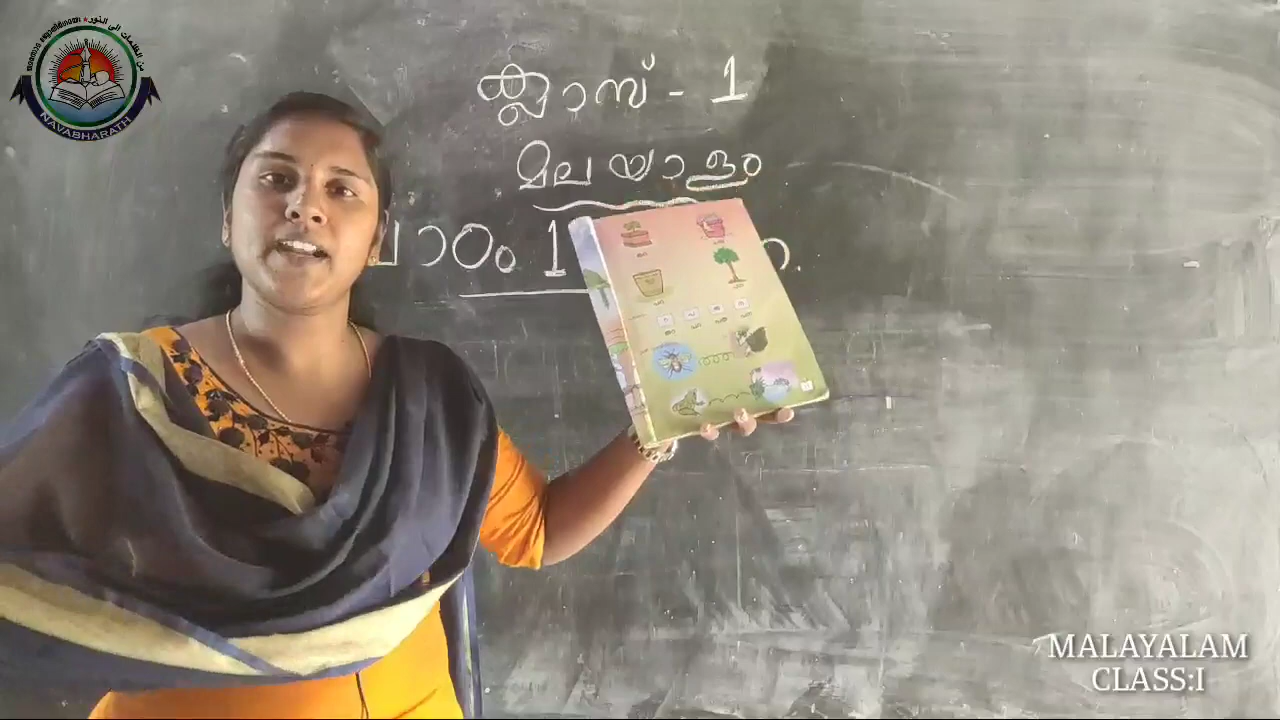 NAVABHARATH
ക്ലാസ് - 1
മലയാളം
പാഠം 1
MALAYALAM
CLASS:I